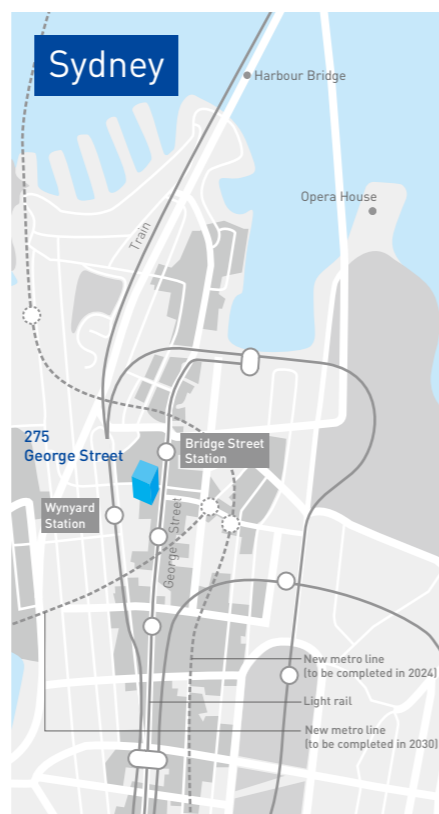 Sydney
Harbour Bridge
Opera House
Train
275
George Street
Bridge Street
Station
Wynyard
Station
George Street
New metro line
(to be completed in 2024)
Light rail
New metro line
(to be completed in 2030)